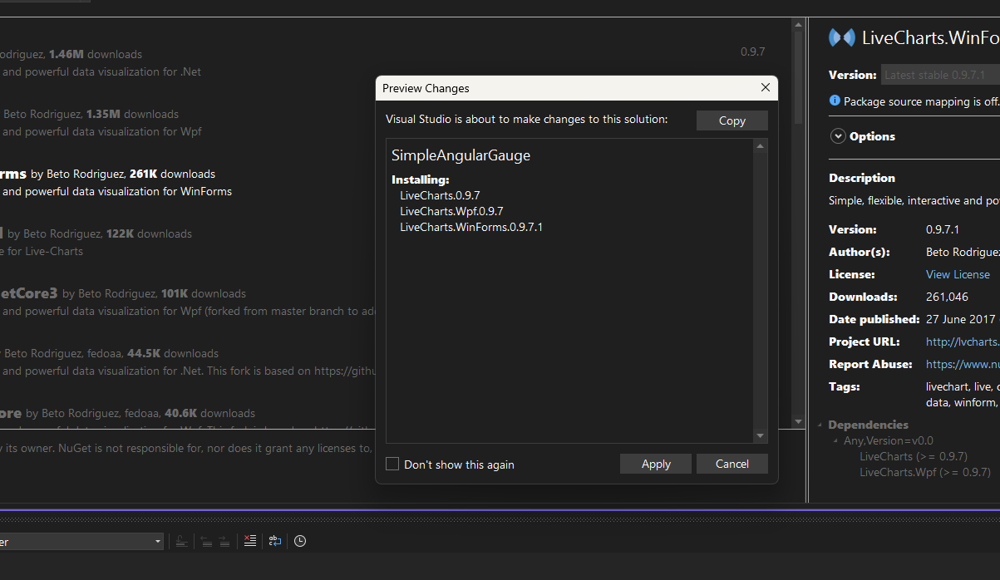 1.46M downloads
0.9.7
and powerful data visualization for .Net
Beto Rodriguez, 1.35M downloads
and powerful data visualization for Wpf
by Beto Rodriguez, 261K downloads
and powerful data visualization for WinForms
by Beto Rodriguez, 122K downloads
for Live-Charts
etCore3 by Beto Rodriguez, 101K downloads
and powerful data visualization for Wpf (forked from master branch to
Beto Rodriguez, fedoaa, 44.5K downloads
and powerful data visualization for .Net. This fork is based on https://githu
ore by Beto Rodriguez, fedoaa, 40.6K downloads
its owner. NuGet is not responsible for, nor does it grant any licenses to,
Preview Changes
Visual Studio is about to make changes to this solution:
Copy
SimpleAngularGauge
Installing:
LiveCharts.0.9.7
LiveCharts.Wpf.0.9.7
LiveCharts.WinForms.0.9.7.1
Don't show this again
Apply
Cancel
LiveCharts.WinFo
Version: Latest stable 0.9.7.1
Package source mapping is off.
Options
Description
Simple, flexible, interactive and po
Version: 0.9.7.1
Author(s): Beto Rodriguez
License: View License
Downloads: 261,046
Date published: 27 June 2017
Project URL: http://lvcharts.
Report Abuse: https://www.nu
Tags: livechart, live,
data, winform,
Dependencies
Any,Version=v0.0
LiveCharts (>= 0.9.7)
LiveCharts.Wpf (>= 0.9.7)